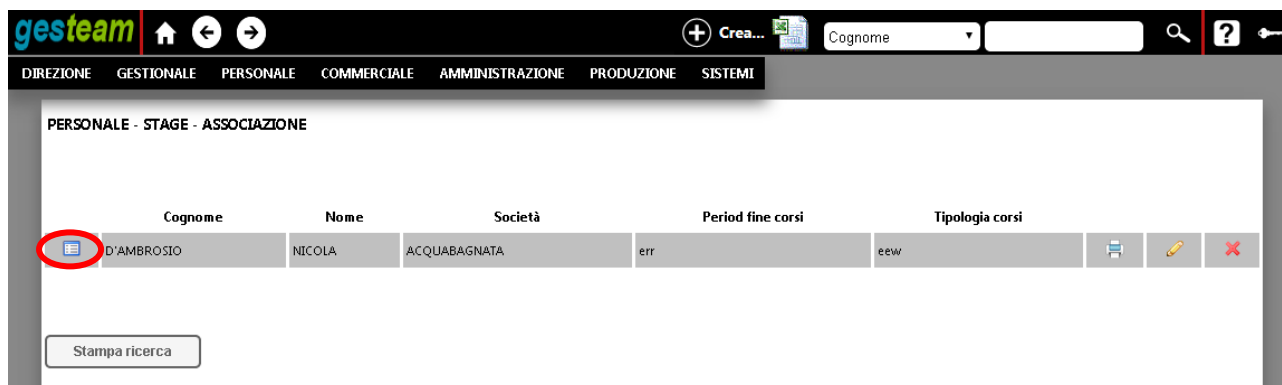 gesteam Crea... Cognome ?
DIREZIONE GESTIONALE PERSONALE COMMERCIALE AMMINISTRAZIONE PRODUZIONE SISTEMI
PERSONALE - STAGE - ASSOCIAZIONE
Cognome Nome Società Period fine corsi Tipologia corsi
D'AMBROSIO NICOLA ACQUABAGNATA err eew
Stampa ricerca